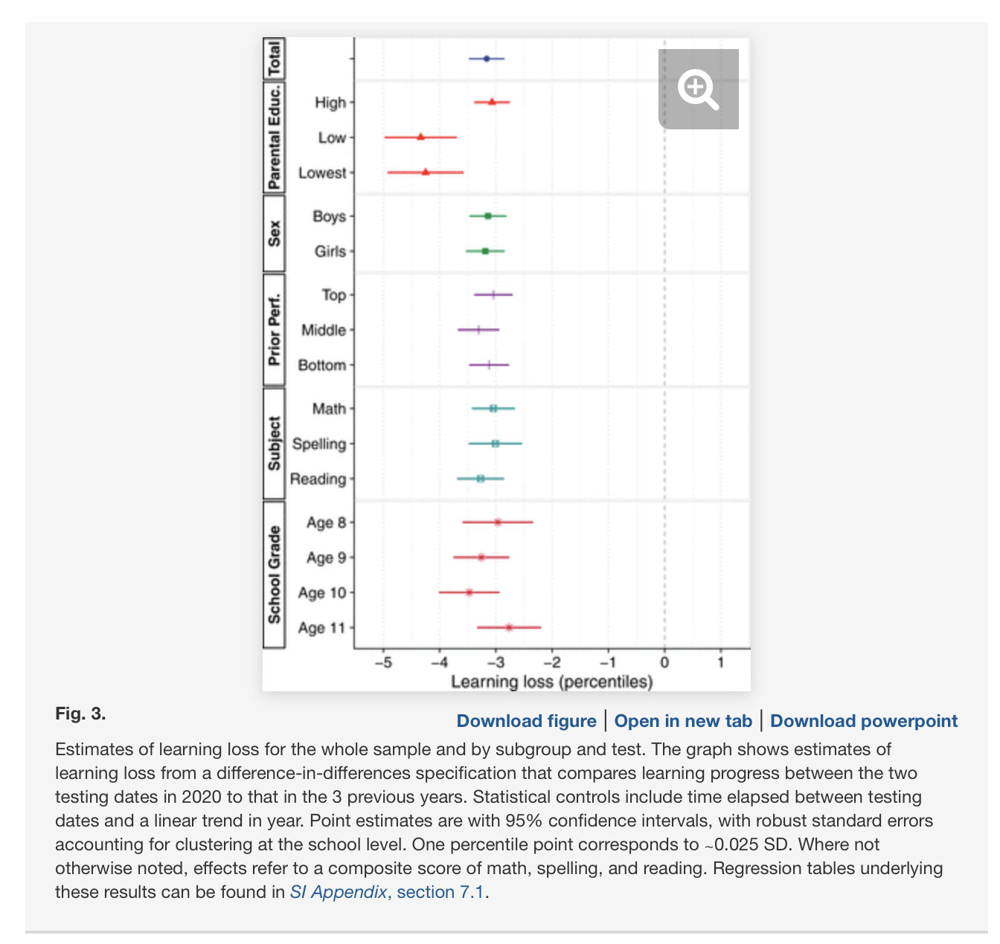 Total
Parental Educ.
High
Low
Lowest
Sex
Boys
Girls
Prior Perf.
Top
Middle
Bottom
Subject
Math
Spelling
Reading
School Grade
Age 8
Age 9
Age 10
Age 11
−5 −4 −3 −2 −1 0 1
Learning loss (percentiles)
Fig. 3.
Download figure | Open in new tab | Download powerpoint
Estimates of learning loss for the whole sample and by subgroup and test. The graph shows estimates of
learning loss from a difference-in-differences specification that compares learning progress between the two
testing dates in 2020 to that in the 3 previous years. Statistical controls include time elapsed between testing
dates and a linear trend in year. Point estimates are with 95% confidence intervals, with robust standard errors
accounting for clustering at the school level. One percentile point corresponds to ~0.025 SD. Where not
otherwise noted, effects refer to a composite score of math, spelling, and reading. Regression tables underlying
these results can be found in SI Appendix, section 7.1.